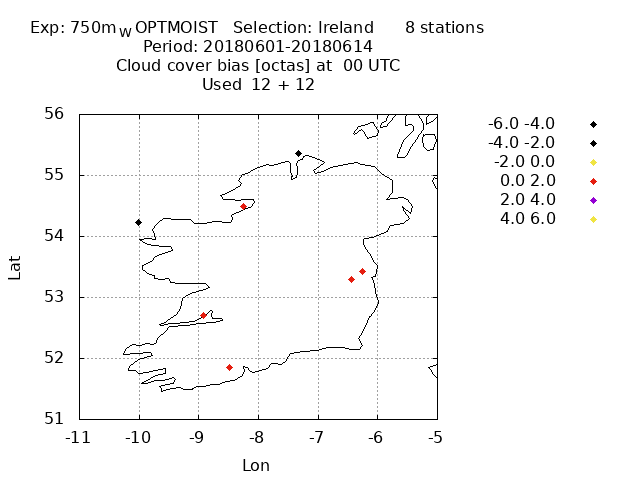 Exp: 750m_W OPTMOIST Selection: Ireland 8 stations
Period: 20180601-20180614
Cloud cover bias [octas] at 00 UTC
Used 12 + 12
-6.0 -4.0
-4.0 -2.0
-2.0 0.0
0.0 2.0
2.0 4.0
4.0 6.0
56
55
54
53
52
51
Lat
-11 -10 -9 -8 -7 -6 -5
Lon